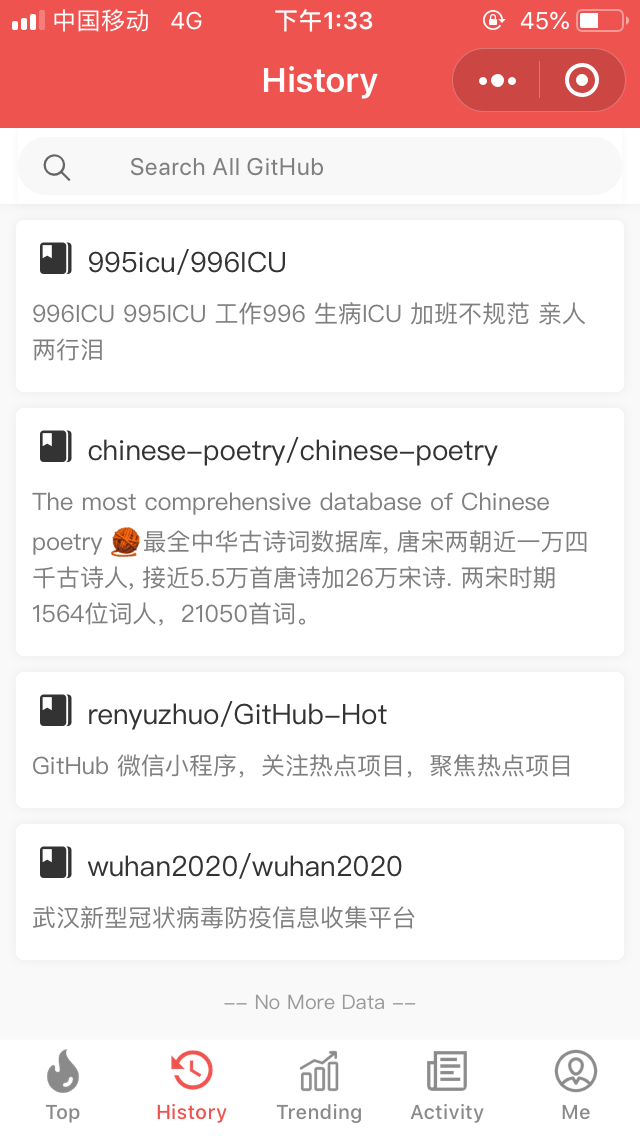 中国移动 4G 下午1:33 45%
History
Search All GitHub
995icu/996ICU
996ICU 995ICU 工作996 生病ICU 加班不规范 亲人
两行泪
chinese-poetry/chinese-poetry
The most comprehensive database of Chinese
poetry 🧶最全中华古诗词数据库, 唐宋两朝近一万四
千古诗人, 接近5.5万首唐诗加26万宋诗. 两宋时期
1564位词人，21050首词。
renyuzhuo/GitHub-Hot
GitHub 微信小程序，关注热点项目，聚焦热点项目
wuhan2020/wuhan2020
武汉新型冠状病毒防疫信息收集平台
-- No More Data --
Top History Trending Activity Me